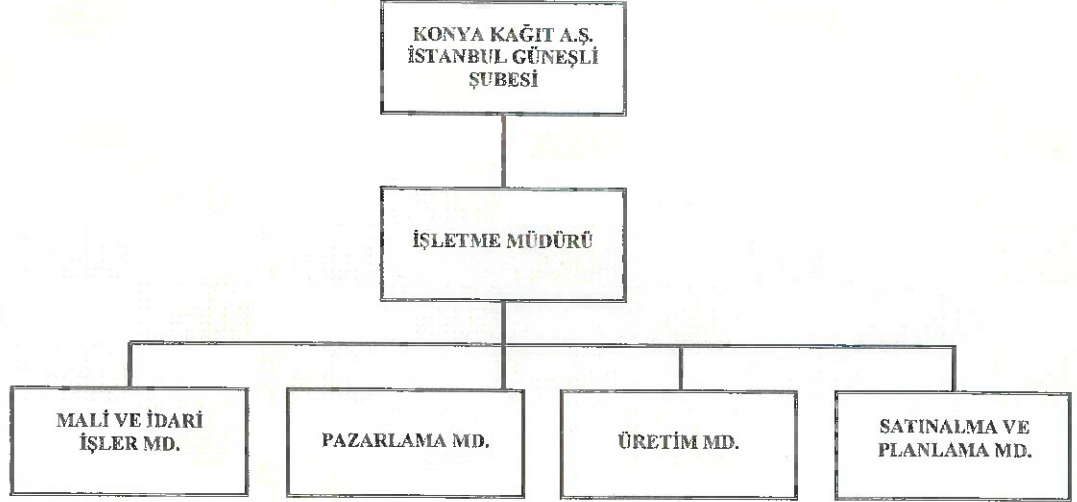 KONYA KAĞIT A.Ş.
İSTANBUL GÜNEŞLİ
ŞUBESİ
İŞLETME MÜDÜRÜ
MALİ VE İDARİ
İŞLER MD.
PAZARLAMA MD.
ÜRETİM MD.
SATINALMA VE
PLANLAMA MD.